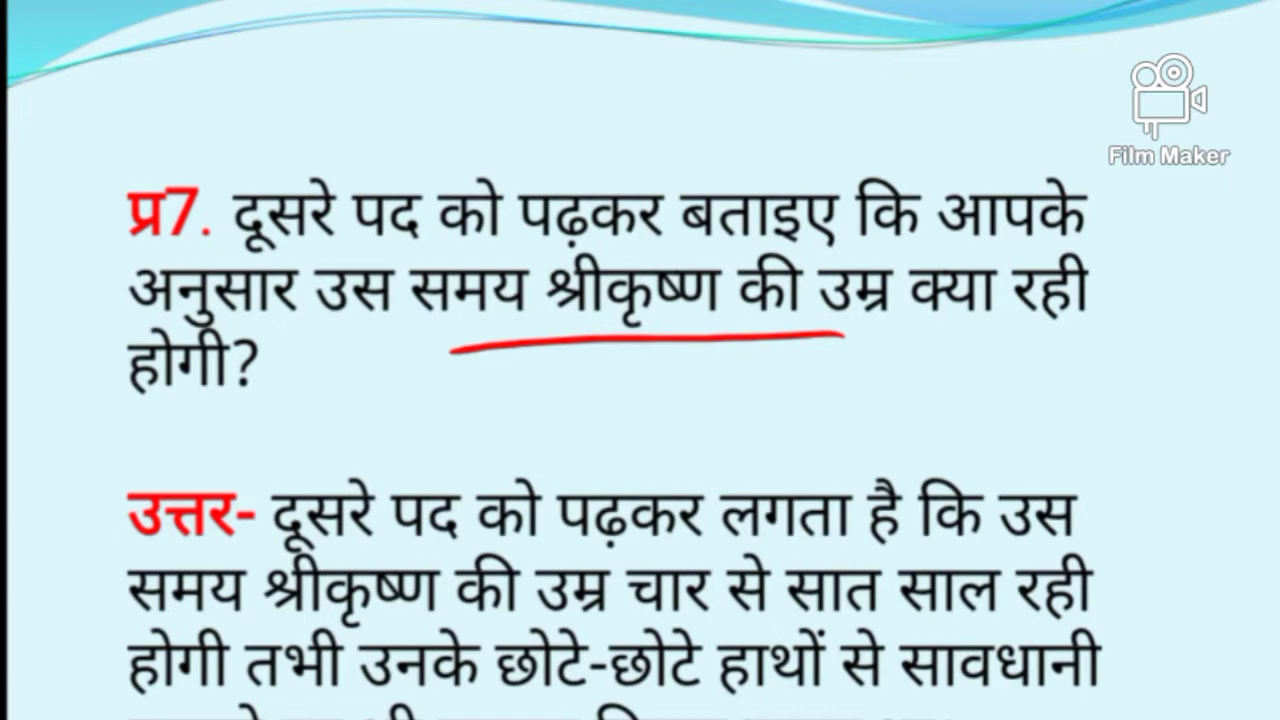 Film Maker
प्र7. दूसरे पद को पढ़कर बताइए कि आपके
अनुसार उस समय श्रीकृष्ण की उम्र क्या रही
होगी?
उत्तर- दूसरे पद को पढ़कर लगता है कि उस
समय श्रीकृष्ण की उम्र चार से सात साल रही
होगी तभी उनके छोटे-छोटे हाथों से सावधानी